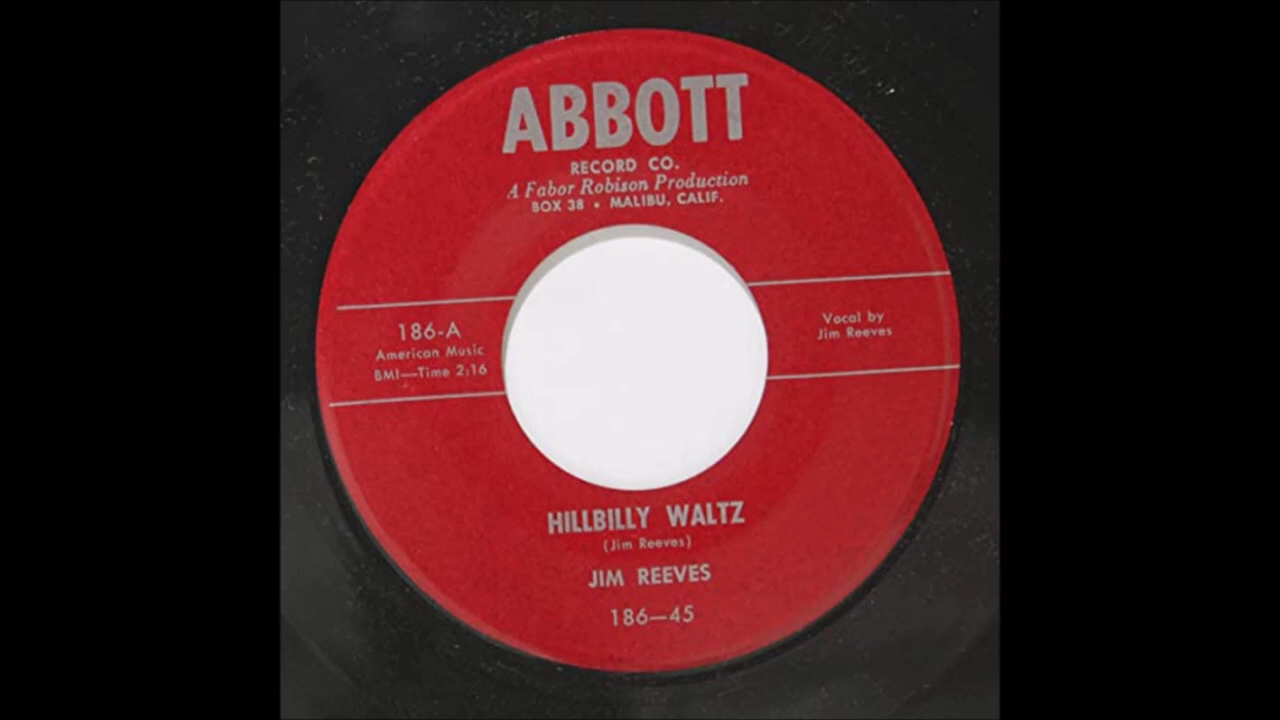 ABBOTT
RECORD CO.
A Fabor Robison Production
BOX 38 • MALIBU, CALIF.
186-A
American Music
BMI—Time 2:16
Vocal by
Jim Reeves
HILLBILLY WALTZ
(Jim Reeves)
JIM REEVES
186—45